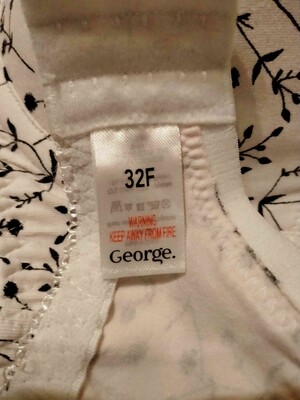 32F
WARNING
KEEP AWAY FROM FIRE
George.